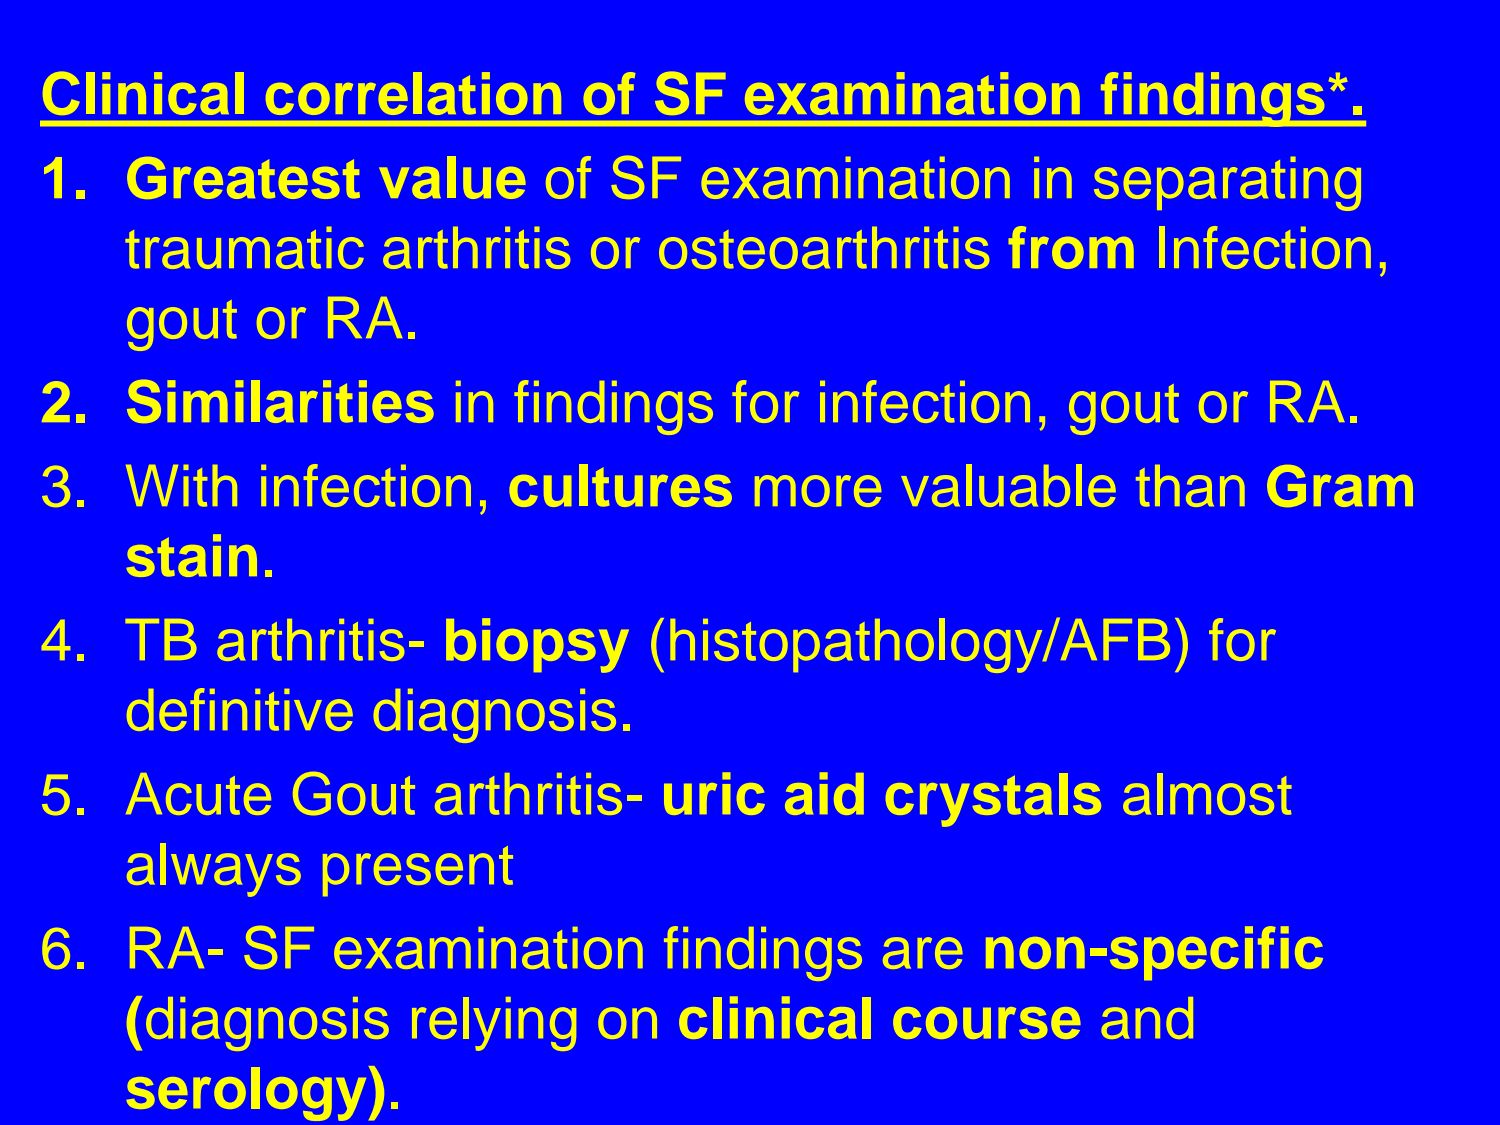 Clinical correlation of SF examination findings*.
1. Greatest value of SF examination in separating
traumatic arthritis or osteoarthritis from Infection,
gout or RA.
2. Similarities in findings for infection, gout or RA.
3. With infection, cultures more valuable than Gram
stain.
4. TB arthritis- biopsy (histopathology/AFB) for
definitive diagnosis.
5. Acute Gout arthritis- uric aid crystals almost
always present
6. RA- SF examination findings are non-specific
(diagnosis relying on clinical course and
serology).